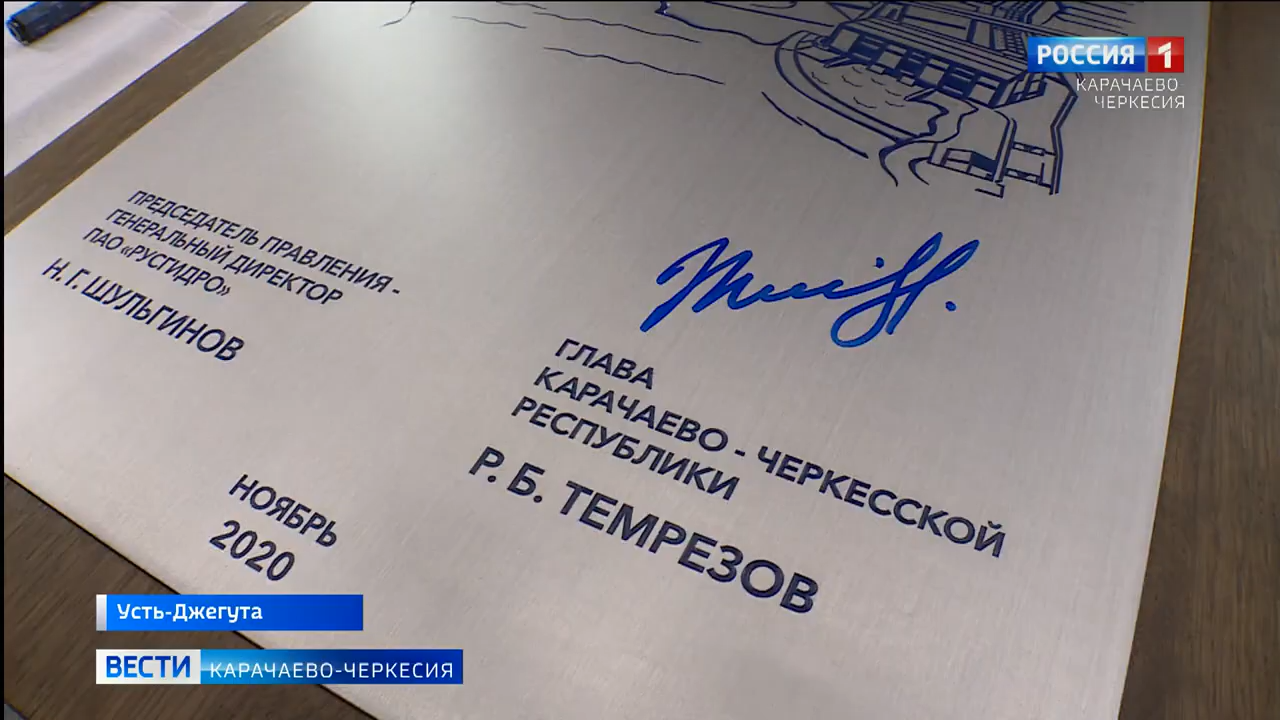 РОССИЯ 1
КАРАЧАЕВО
ЧЕРКЕСИЯ
ПРЕДСЕДАТЕЛЬ ПРАВЛЕНИЯ -
ГЕНЕРАЛЬНЫЙ ДИРЕКТОР
ПАО «РУСГИДРО»
Н. Г. ШУЛЬГИНОВ
ГЛАВА
КАРАЧАЕВО - ЧЕРКЕССКОЙ
РЕСПУБЛИКИ
Р. Б. ТЕМРЕЗОВ
НОЯБРЬ
2020
Усть-Джегута
ВЕСТИ КАРАЧАЕВО-ЧЕРКЕСИЯ